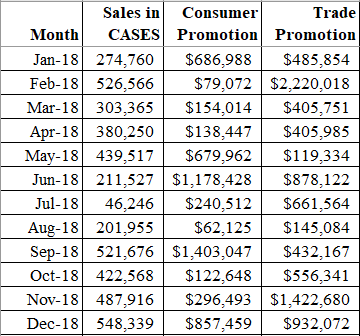 Sales in Consumer Trade
Month CASES Promotion Promotion
Jan-18 274,760 $686,988 $485,854
Feb-18 526,566 $79,072 $2,220,018
Mar-18 303,365 $154,014 $405,751
Apr-18 380,250 $138,447 $405,985
May-18 439,517 $679,962 $119,334
Jun-18 211,527 $1,178,428 $878,122
Jul-18 46,246 $240,512 $661,564
Aug-18 201,955 $62,125 $145,084
Sep-18 521,676 $1,403,047 $432,167
Oct-18 422,568 $122,648 $556,341
Nov-18 487,916 $296,493 $1,422,680
Dec-18 548,339 $857,459 $932,072